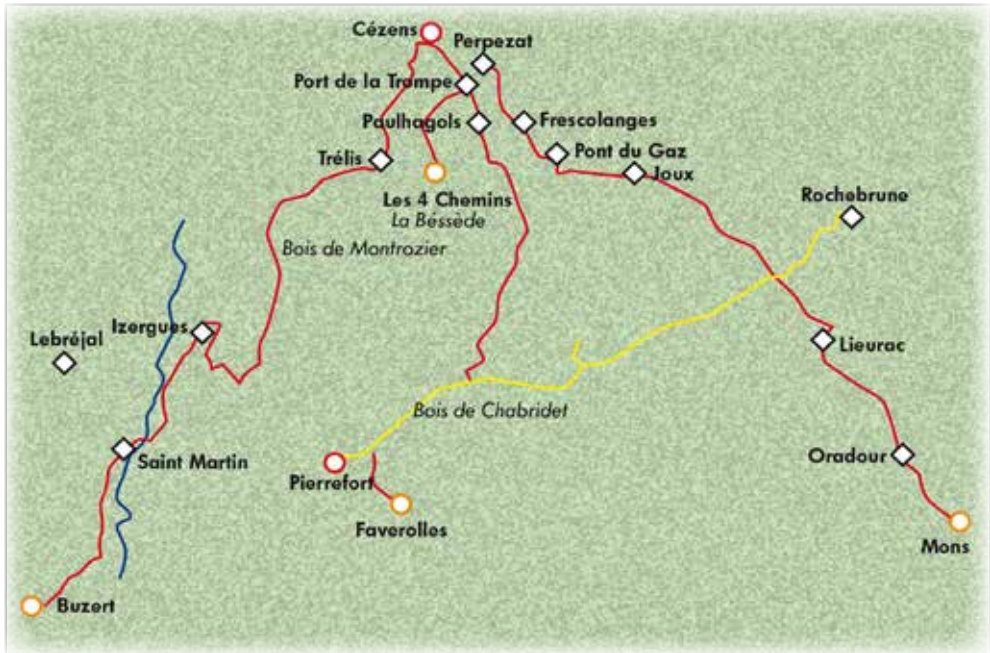 Cézens
Perpezat
Port de la Trompe
Paulhagols
Frescolanges
Trélis
Pont du Gaz
Joux
Les 4 Chemins
La Béssède
Rochebrune
Bois de Montrozier
Izergues
Lebréjal
Lieurac
Bois de Chabridet
Saint Martin
Oradour
Pierrefort
Faverolles
Mons
Buzert